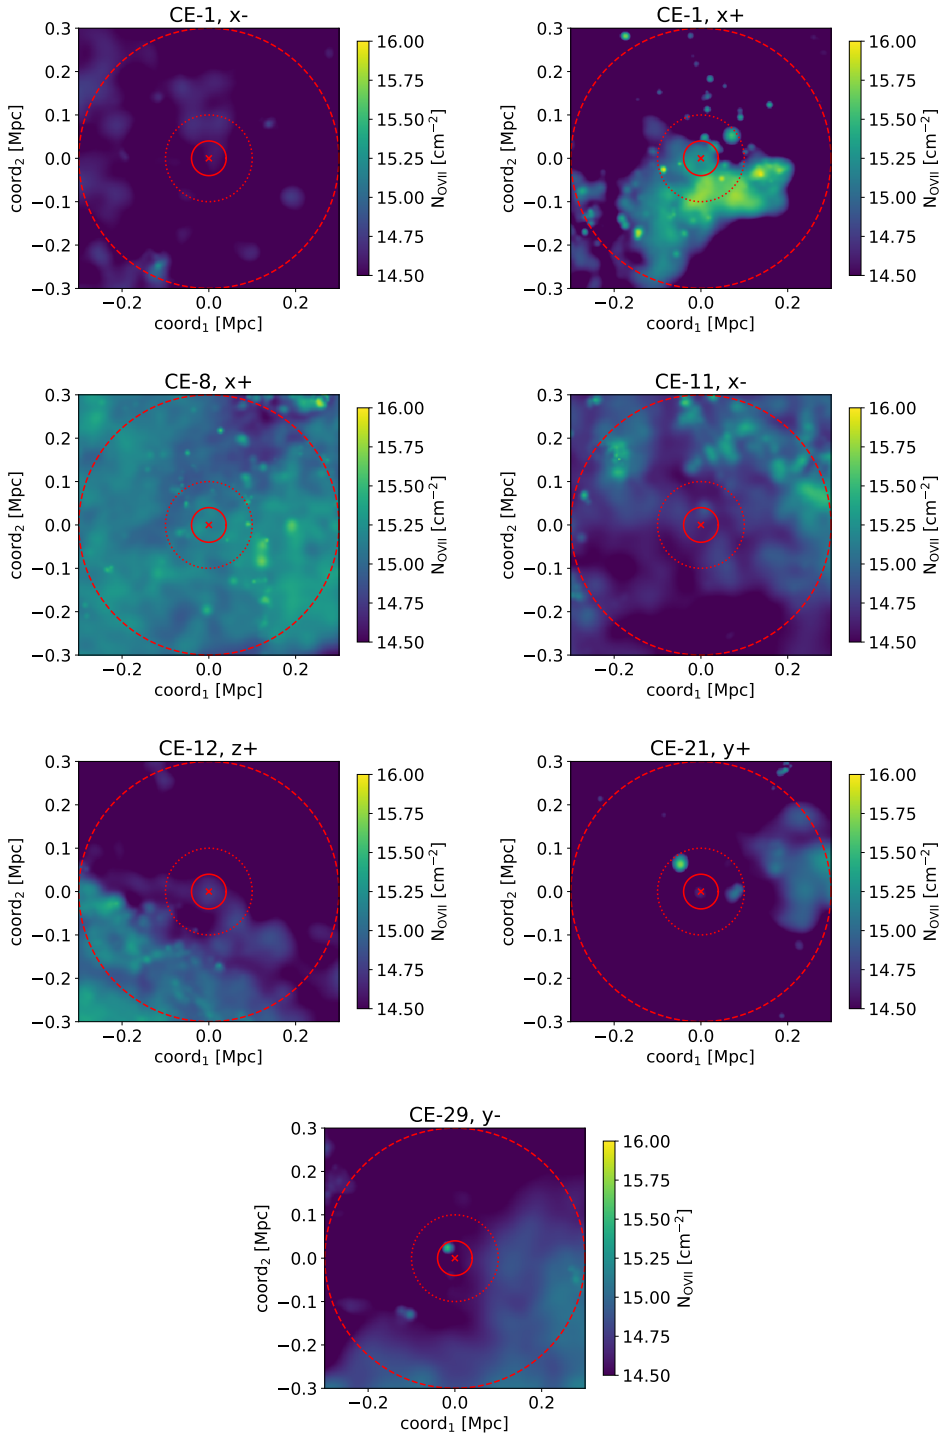 CE-1, x-
0.3
0.2
0.1
0.0
−0.1
−0.2
−0.3
−0.2 0.0 0.2
coord₂ [Mpc]
coord₁ [Mpc]
16.00
15.75
15.50
15.25
15.00
14.75
14.50
N_OVII [cm⁻²]
CE-1, x+
0.3
0.2
0.1
0.0
−0.1
−0.2
−0.3
−0.2 0.0 0.2
coord₂ [Mpc]
coord₁ [Mpc]
16.00
15.75
15.50
15.25
15.00
14.75
14.50
N_OVII [cm⁻²]
CE-8, x+
0.3
0.2
0.1
0.0
−0.1
−0.2
−0.3
−0.2 0.0 0.2
coord₂ [Mpc]
coord₁ [Mpc]
16.00
15.75
15.50
15.25
15.00
14.75
14.50
N_OVII [cm⁻²]
CE-11, x-
0.3
0.2
0.1
0.0
−0.1
−0.2
−0.3
−0.2 0.0 0.2
coord₂ [Mpc]
coord₁ [Mpc]
16.00
15.75
15.50
15.25
15.00
14.75
14.50
N_OVII [cm⁻²]
CE-12, z+
0.3
0.2
0.1
0.0
−0.1
−0.2
−0.3
−0.2 0.0 0.2
coord₂ [Mpc]
coord₁ [Mpc]
16.00
15.75
15.50
15.25
15.00
14.75
14.50
N_OVII [cm⁻²]
CE-21, y+
0.3
0.2
0.1
0.0
−0.1
−0.2
−0.3
−0.2 0.0 0.2
coord₂ [Mpc]
coord₁ [Mpc]
16.00
15.75
15.50
15.25
15.00
14.75
14.50
N_OVII [cm⁻²]
CE-29, y-
0.3
0.2
0.1
0.0
−0.1
−0.2
−0.3
−0.2 0.0 0.2
coord₂ [Mpc]
coord₁ [Mpc]
16.00
15.75
15.50
15.25
15.00
14.75
14.50
N_OVII [cm⁻²]